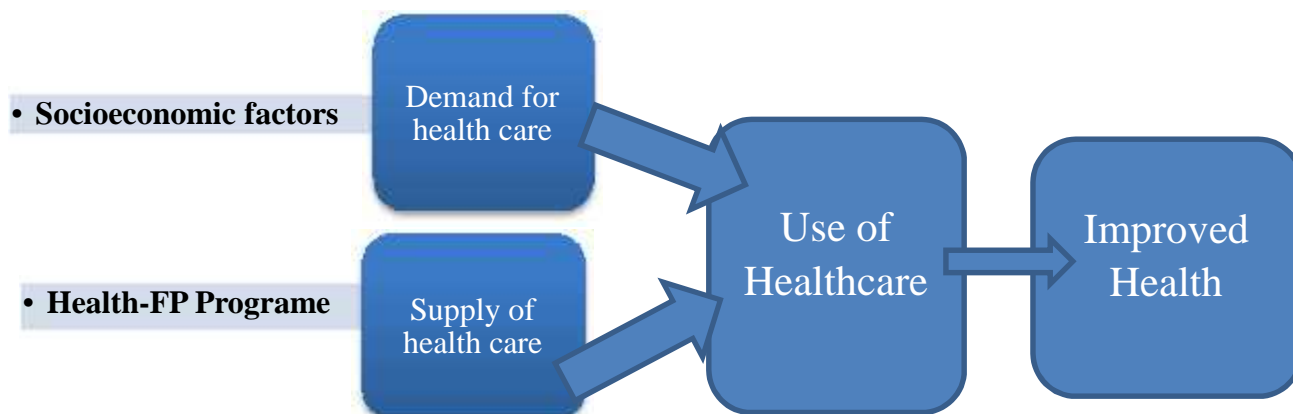 • Socioeconomic factors
Demand for
health care
• Health-FP Programe
Supply of
health care
Use of
Healthcare
Improved
Health